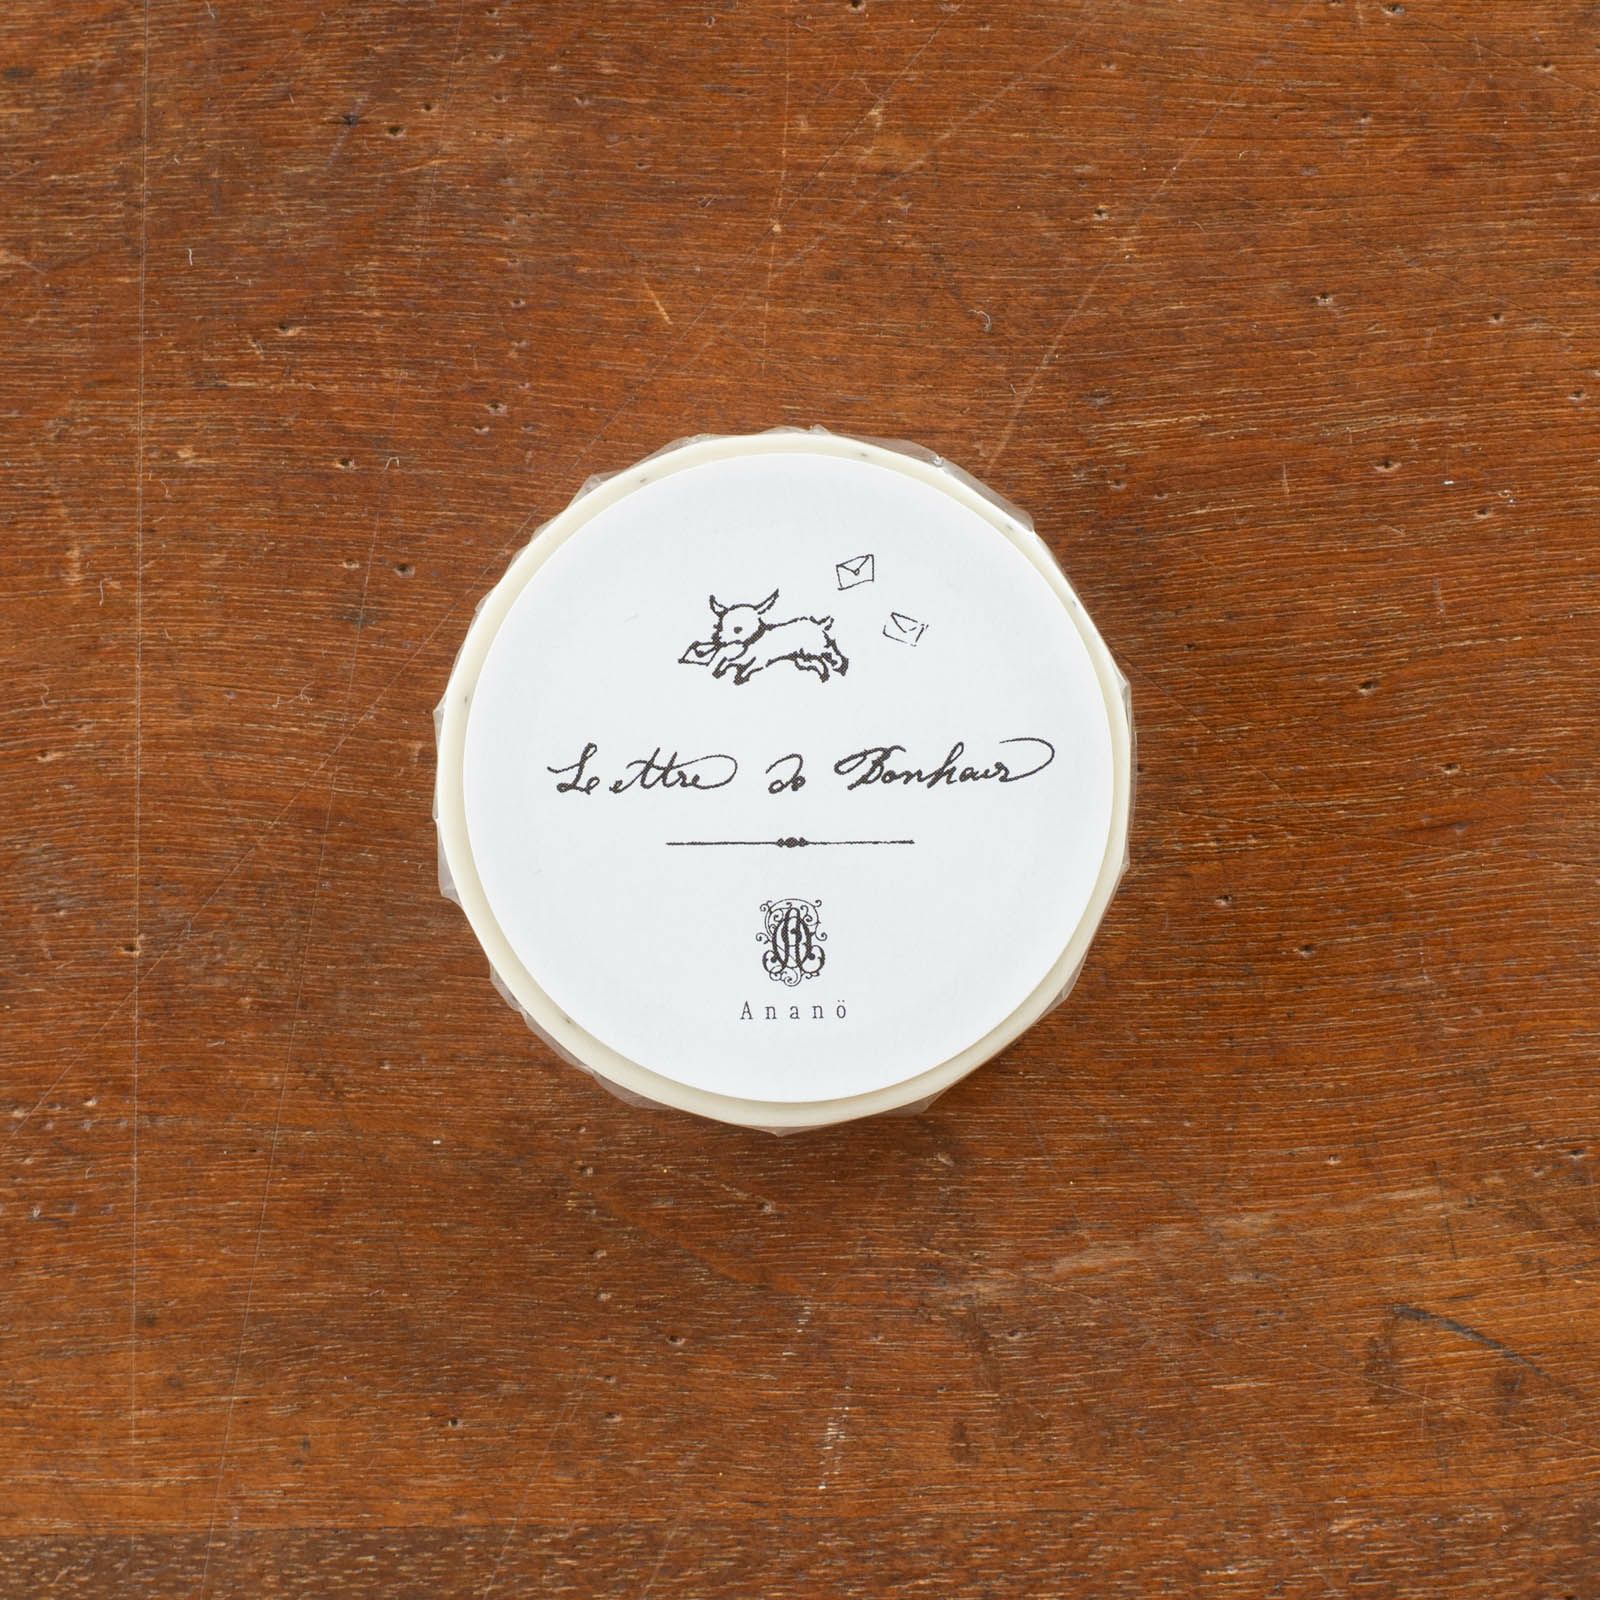 Lettre de Bonheur
Ananö